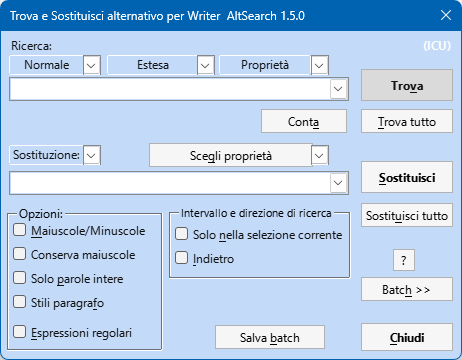 Trova e Sostituisci alternativo per Writer  AltSearch 1.5.0
Ricerca: (ICU)
Normale Estesa Proprietà
Trova
Conta Trova tutto
Sostituzione: Scegli proprietà
Sostituisci
Sostituisci tutto
Opzioni:
Maiuscole/Minuscole
Conserva maiuscole
Solo parole intere
Stili paragrafo
Espressioni regolari
Intervallo e direzione di ricerca
Solo nella selezione corrente
Indietro
?
Batch >>
Salva batch Chiudi